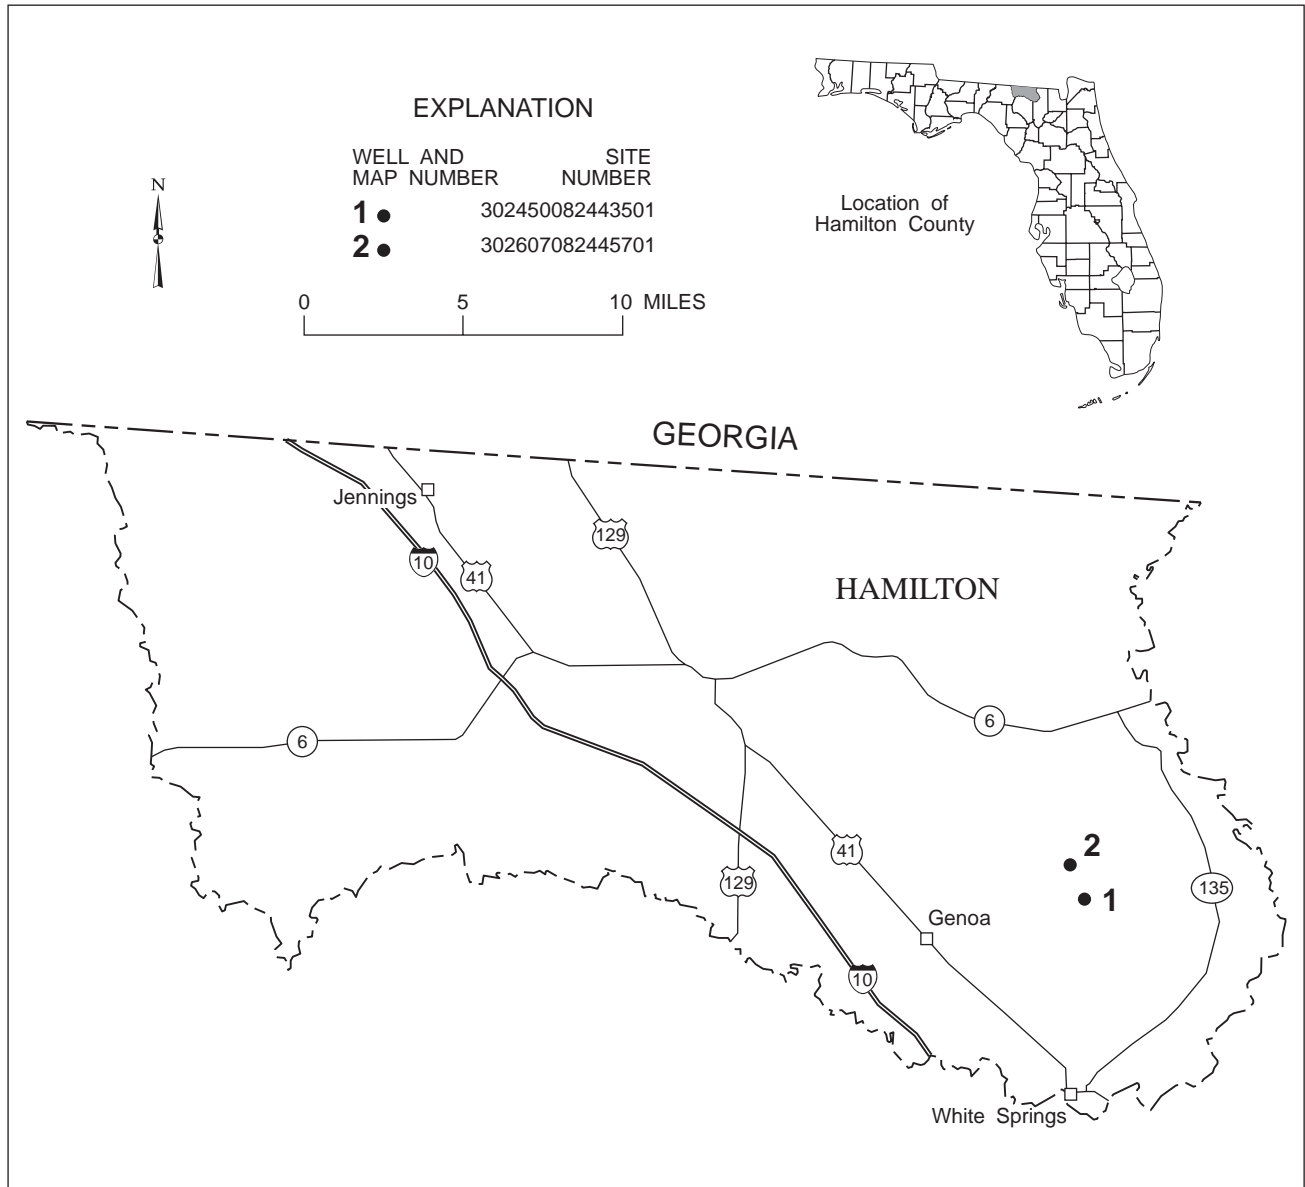 EXPLANATION
WELL AND SITE
MAP NUMBER NUMBER
1 302450082443501
2 302607082445701
N
0 5 10 MILES
Location of
Hamilton County
GEORGIA
Jennings
129
10
41
HAMILTON
6
6
41
2
129
135
1
Genoa
10
White Springs